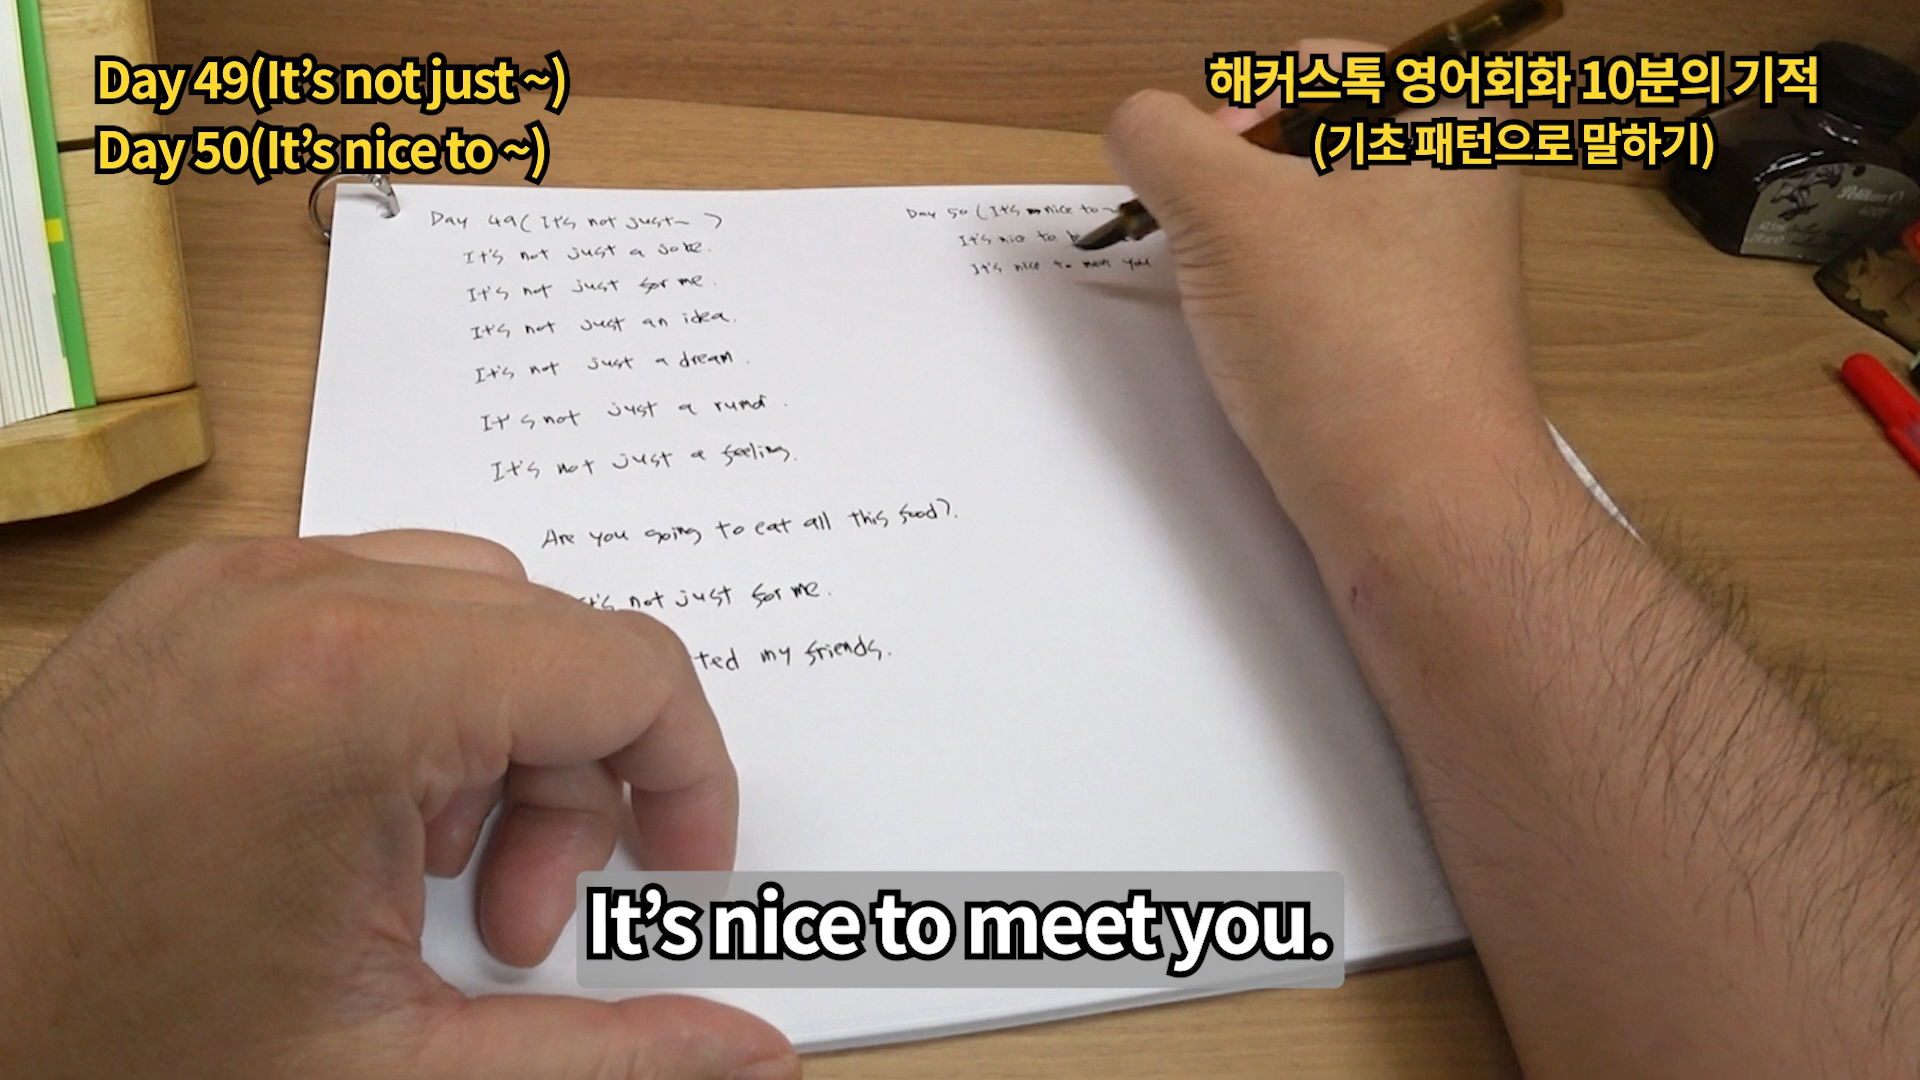 Day 49(It's not just ~)
Day 50(It's nice to ~)
해커스톡 영어회화 10분의 기적
(기초 패턴으로 말하기)
Day 49(It's not just~ )
It's not just a joke.
It's not just for me.
It's not just an idea.
It's not just a dream.
It's not just a rumor.
It's not just a feeling.
Are you going to eat all this food?.
It's not just for me.
ted my friends.
Day 50(It's nice to~
It's nice to
It's nice to meet you
Pelikan
It's nice to meet you.